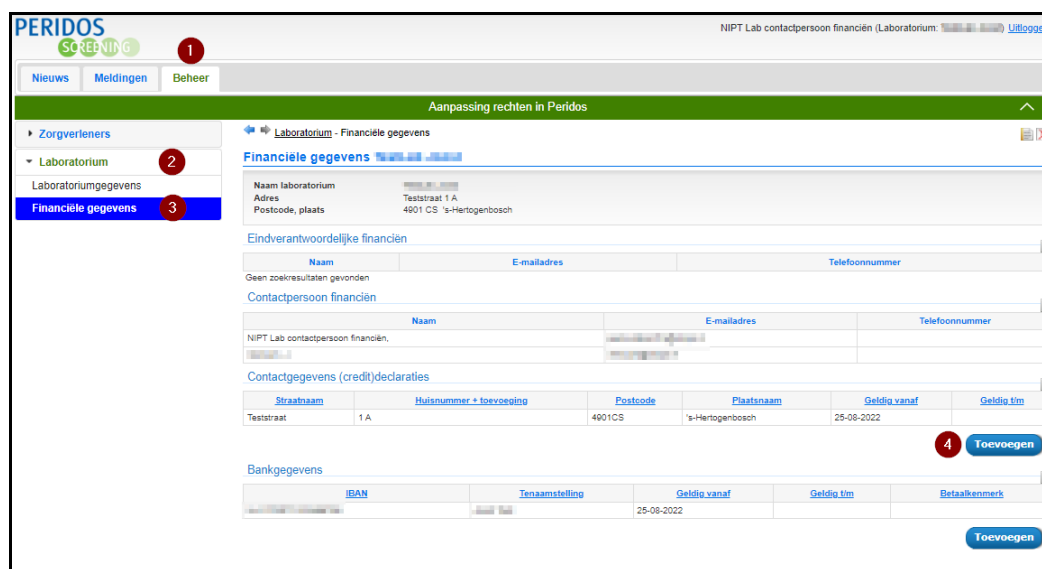 PERIDOS
SCREENING
NIPT Lab contactpersoon financiën (Laboratorium: ) Uitlogge
1
Nieuws Meldingen Beheer
Aanpassing rechten in Peridos
Zorgverleners
Laboratorium 2
Laboratoriumgegevens
Financiële gegevens 3
Laboratorium - Financiële gegevens
Financiële gegevens
Naam laboratorium
Adres Teststraat 1 A
Postcode, plaats 4901 CS 's-Hertogenbosch
Eindverantwoordelijke financiën
Naam E-mailadres Telefoonnummer
Geen zoekresultaten gevonden
Contactpersoon financiën
Naam E-mailadres Telefoonnummer
NIPT Lab contactpersoon financiën,
Contactgegevens (credit)declaraties
Straatnaam Huisnummer + toevoeging Postcode Plaatsnaam Geldig vanaf Geldig t/m
Teststraat 1 A 4901CS 's-Hertogenbosch 25-08-2022
4 Toevoegen
Bankgegevens
IBAN Tenaamstelling Geldig vanaf Geldig t/m Betaalkenmerk
25-08-2022
Toevoegen